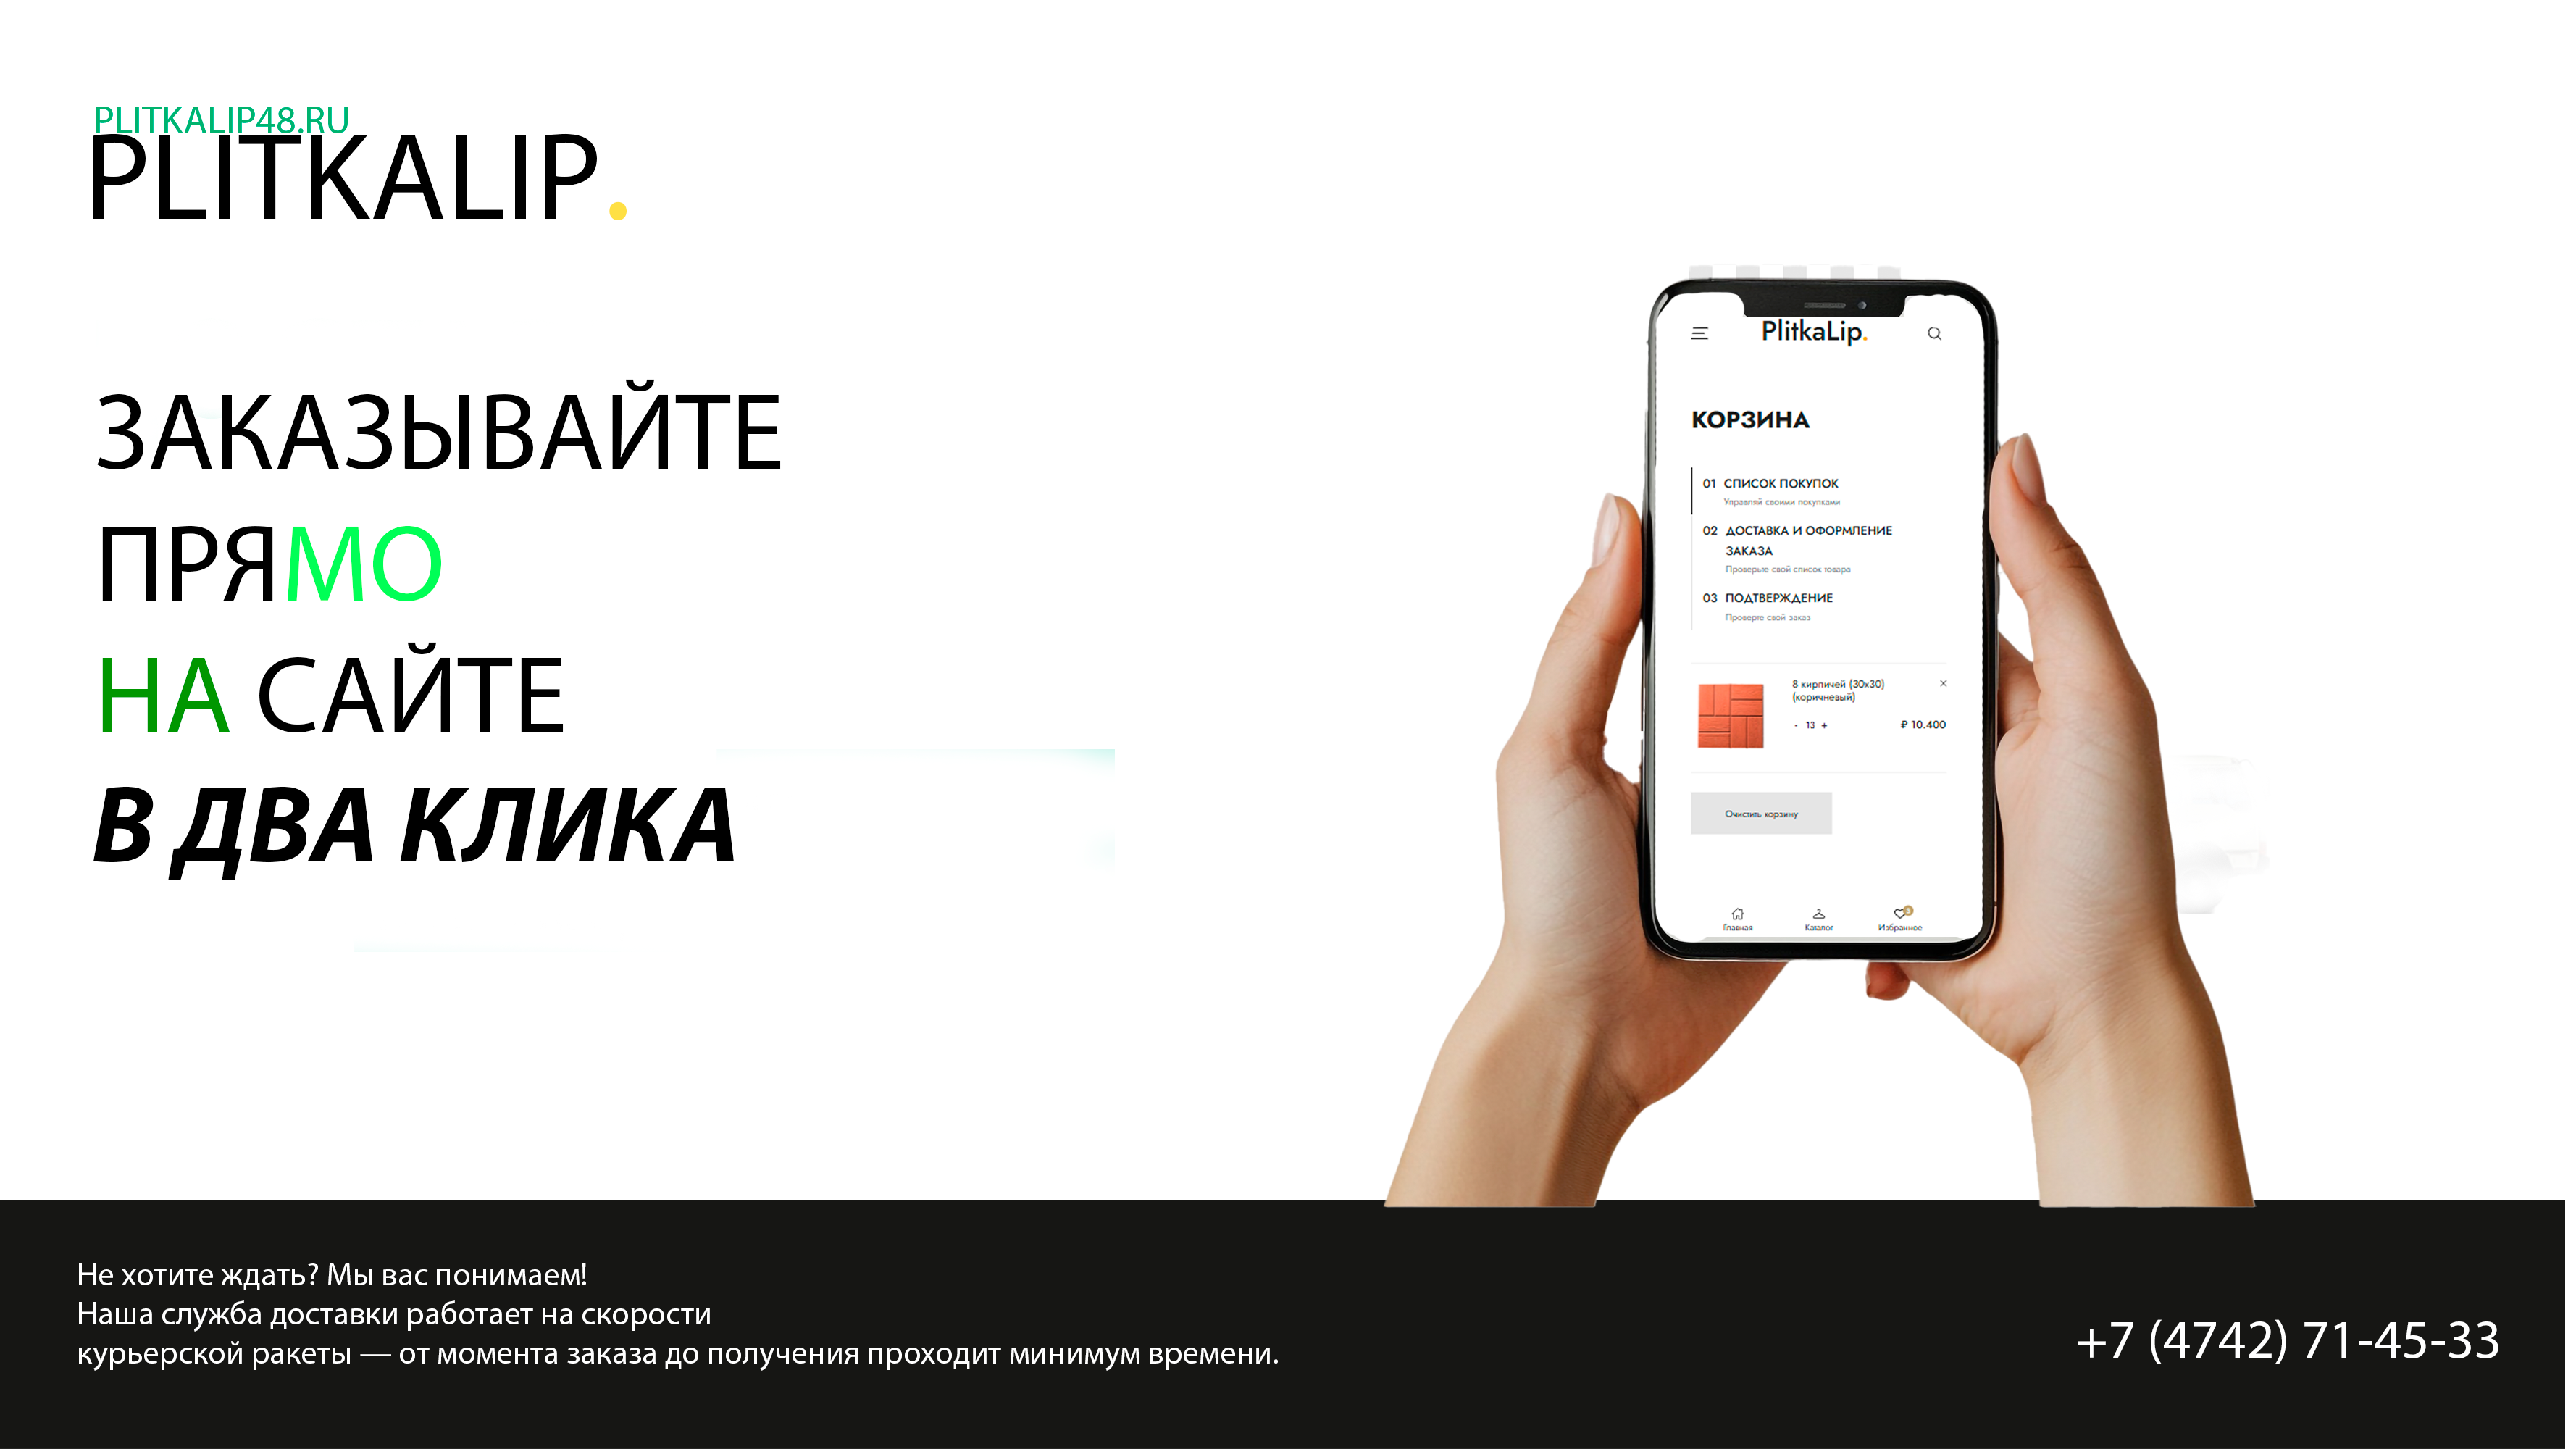 PLITKALIP48.RU
PLITKALIP.
ЗАКАЗЫВАЙТЕ
ПРЯМО
НА САЙТЕ
В ДВА КЛИКА
PlitkaLip.
КОРЗИНА
01 СПИСОК ПОКУПОК
Управляй своими покупками
02 ДОСТАВКА И ОФОРМЛЕНИЕ
ЗАКАЗА
Проверьте свой список товара
03 ПОДТВЕРЖДЕНИЕ
Проверте свой заказ
8 кирпичей (30x30)
(коричневый)
- 13 +
₽ 10.400
Очистить корзину
Главная
Каталог
Избранное
3
Не хотите ждать? Мы вас понимаем!
Наша служба доставки работает на скорости
курьерской ракеты — от момента заказа до получения проходит минимум времени.
+7 (4742) 71-45-33